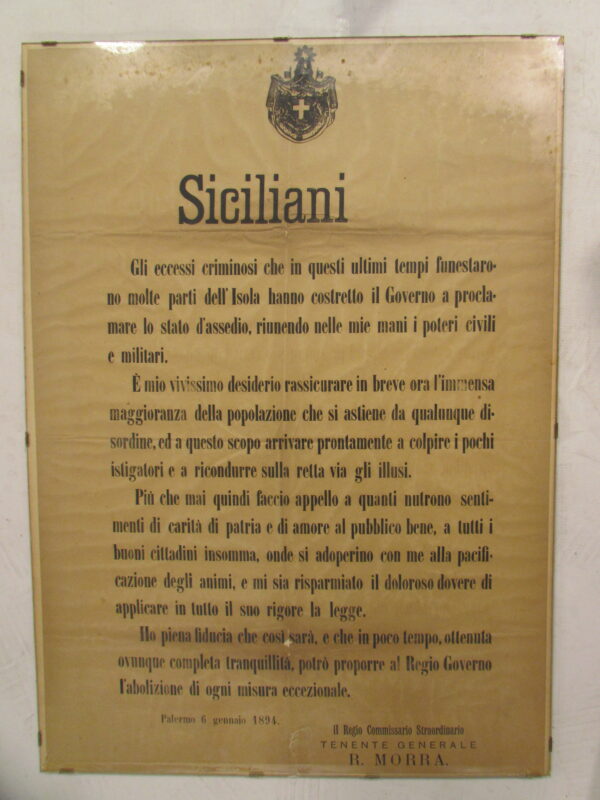 Siciliani
Gli eccessi criminosi che in questi ultimi tempi funestaro-
no molte parti dell'Isola hanno costretto il Governo a procla-
mare lo stato d'assedio, riunendo nelle mie mani i poteri civili
e militari.
È mio vivissimo desiderio rassicurare in breve ora l'immensa
maggioranza della popolazione che si astiene da qualunque di-
sordine, ed a questo scopo arrivare prontamente a colpire i pochi
istigatori e a ricondurre sulla retta via gli illusi.
Più che mai quindi faccio appello a quanti nutrono senti-
menti di carità di patria e di amore al pubblico bene, a tutti i
buoni cittadini insomma, onde si adoperino con me alla pacifi-
cazione degli animi, e mi sia risparmiato il doloroso dovere di
applicare in tutto il suo rigore la legge.
Ho piena fiducia che così sarà, e che in poco tempo, ottenuta
ovunque completa tranquillità, potrò proporre al Regio Governo
l'abolizione di ogni misura eccezionale.
Palermo 6 gennaio 1894.
Il Regio Commissario Straordinario
TENENTE GENERALE
R. MORRA.